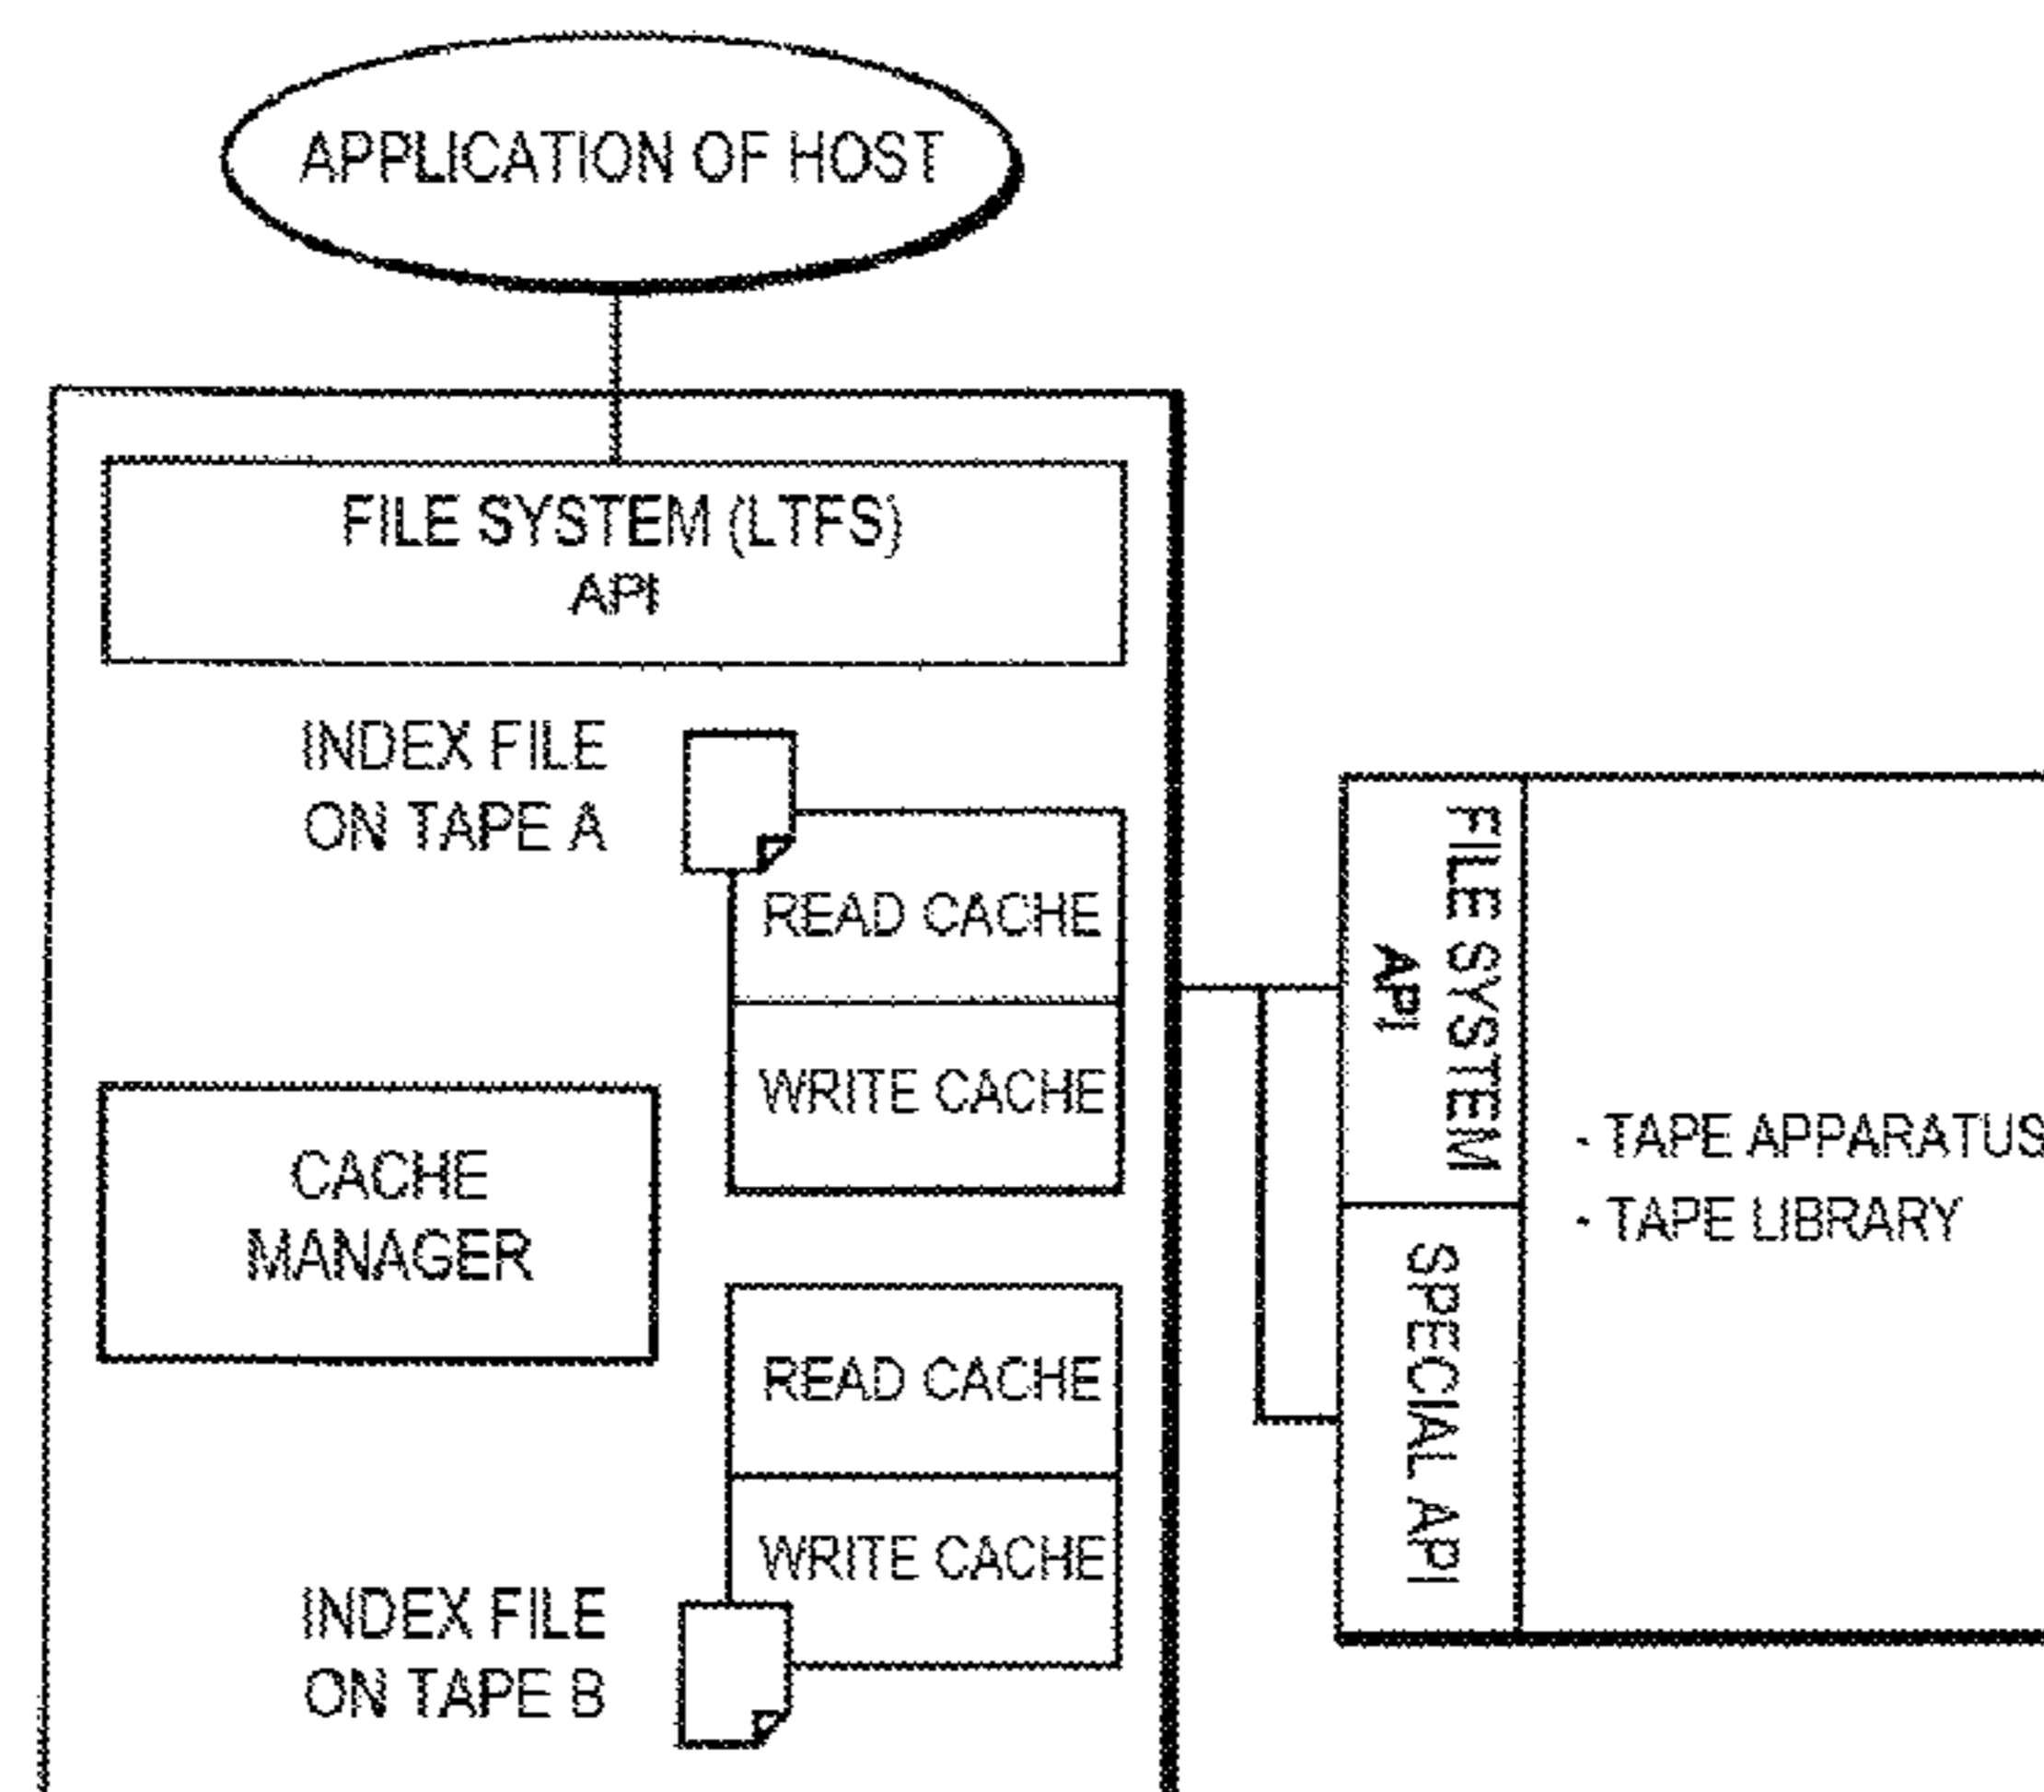 APPLICATION OF HOST
FILE SYSTEM (LTFS)
API
INDEX FILE
ON TAPE A
READ CACHE
WRITE CACHE
CACHE
MANAGER
READ CACHE
WRITE CACHE
INDEX FILE
ON TAPE B
FILE SYSTEM
API
SPECIAL API
- TAPE APPARATUS
- TAPE LIBRARY